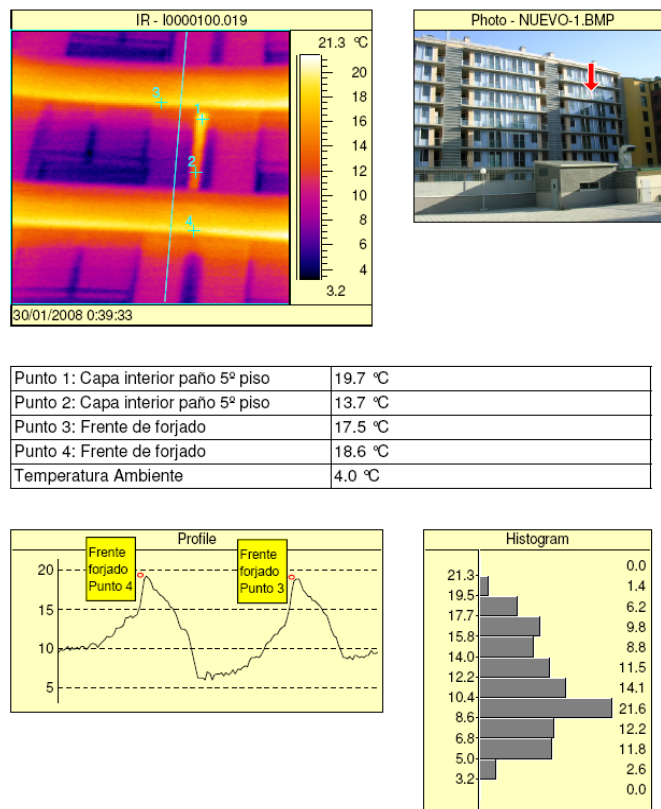 IR - I0000100.019
Photo - NUEVO-1.BMP
21.3 ºC
20
18
16
14
12
10
8
6
4
3.2
3
1
2
4
30/01/2008 0:39:33
Punto 1: Capa interior paño 5º piso 19.7 ºC
Punto 2: Capa interior paño 5º piso 13.7 ºC
Punto 3: Frente de forjado 17.5 ºC
Punto 4: Frente de forjado 18.6 ºC
Temperatura Ambiente 4.0 ºC
Profile
Frente
forjado
Punto 4
Frente
forjado
Punto 3
20
15
10
5
Histogram
0.0
21.3
1.4
19.5
6.2
17.7
9.8
15.8
8.8
14.0
11.5
12.2
14.1
10.4
21.6
8.6
12.2
6.8
11.8
5.0
2.6
3.2
0.0